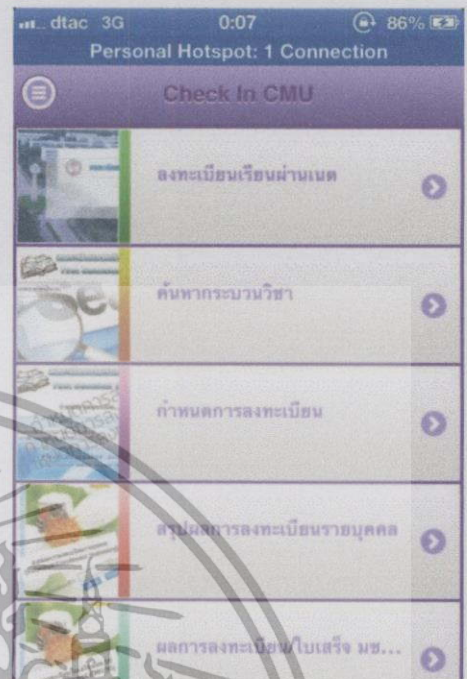 dtac 3G 0:07 86%
Personal Hotspot: 1 Connection
Check In CMU
ลงทะเบียนเรียนผ่านเนต
ค้นหากระบวนวิชา
กำหนดการลงทะเบียน
สรุปผลการลงทะเบียนรายบุคคล
ผลการลงทะเบียน/ใบเสร็จ มช...